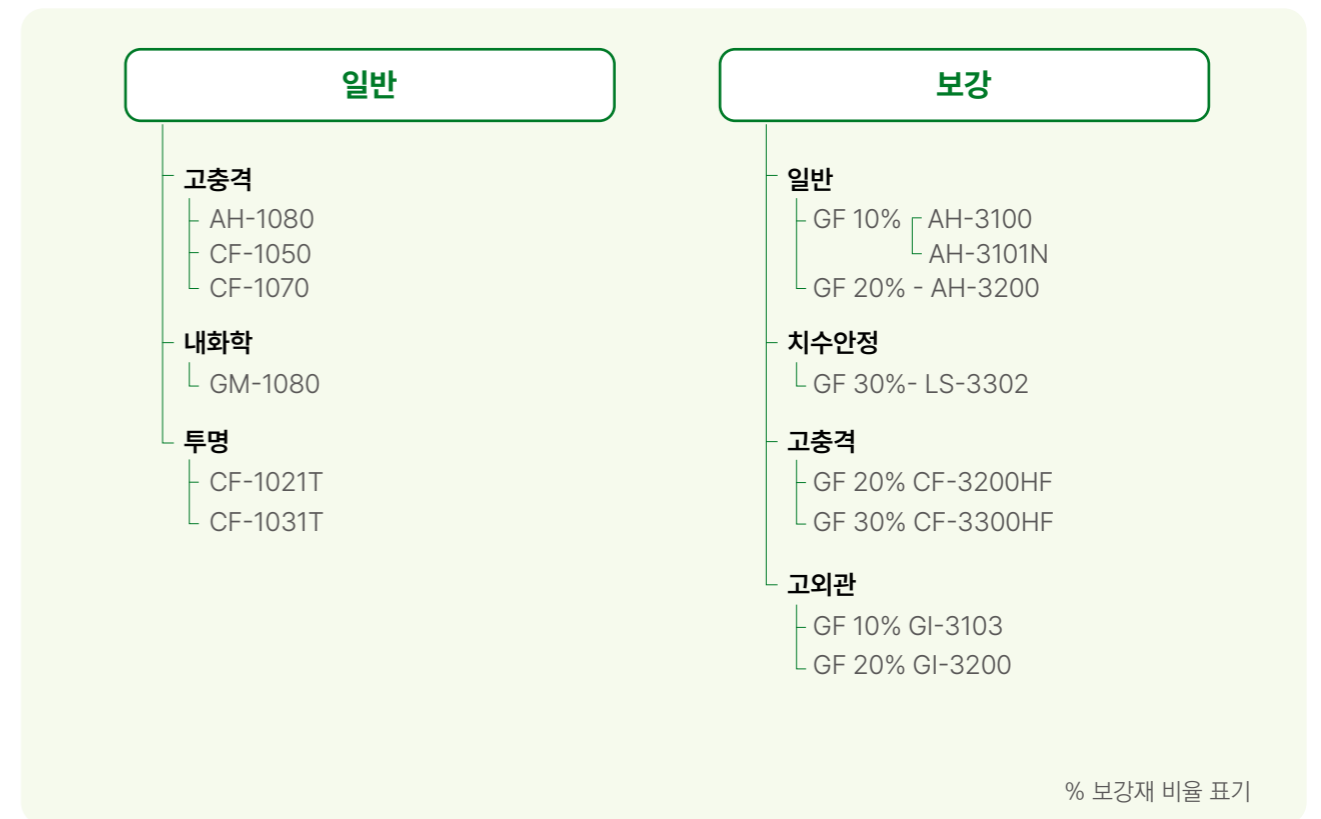 일반
고충격
AH-1080
CF-1050
CF-1070
내화학
GM-1080
투명
CF-1021T
CF-1031T
보강
일반
GF 10% AH-3100
AH-3101N
GF 20% - AH-3200
치수안정
GF 30%- LS-3302
고충격
GF 20% CF-3200HF
GF 30% CF-3300HF
고외관
GF 10% GI-3103
GF 20% GI-3200
% 보강재 비율 표기